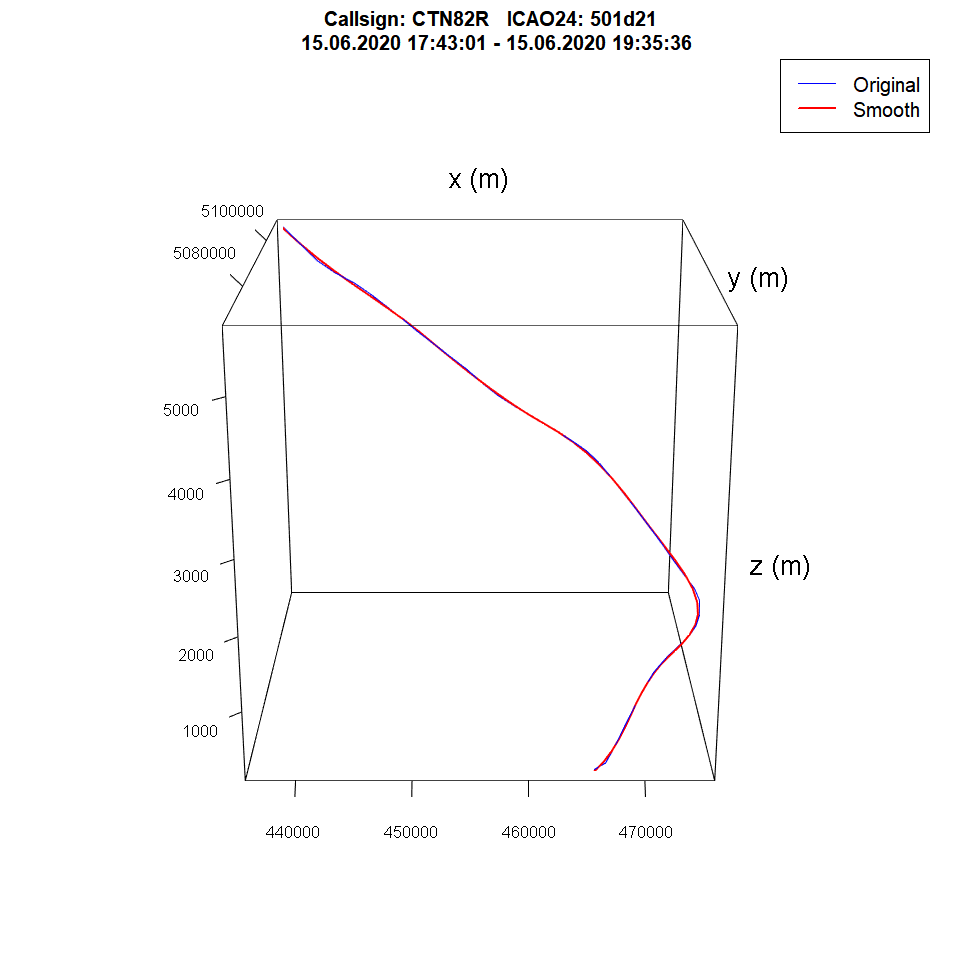 Callsign: CTN82R   ICAO24: 501d21
15.06.2020 17:43:01 - 15.06.2020 19:35:36
Original
Smooth
x (m)
5100000
5080000
y (m)
5000
4000
z (m)
3000
2000
1000
440000 450000 460000 470000